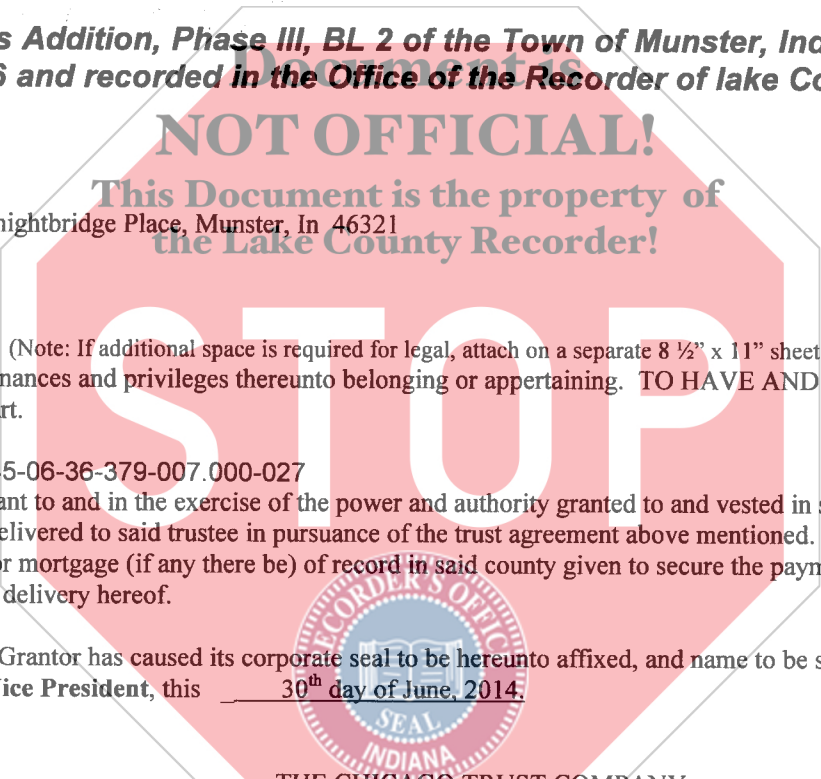 s Addition, Phase III, BL 2 of the Town of Munster, Ind
6 and recorded in the Office of the Recorder of lake Co
Document is
NOT OFFICIAL!
This Document is the property of
the Lake County Recorder!
nightbridge Place, Munster, In 46321
STOP
(Note: If additional space is required for legal, attach on a separate 8 ½” x 11” sheet
nances and privileges thereunto belonging or appertaining. TO HAVE AND
rt.
5-06-36-379-007.000-027
ant to and in the exercise of the power and authority granted to and vested in s
elivered to said trustee in pursuance of the trust agreement above mentioned.
or mortgage (if any there be) of record in said county given to secure the paym
delivery hereof.
Grantor has caused its corporate seal to be hereunto affixed, and name to be s
ice President, this 30th day of June, 2014.
RECORDER'S OFFICE
SEAL
INDIANA
THE CHICAGO TRUST COMPANY